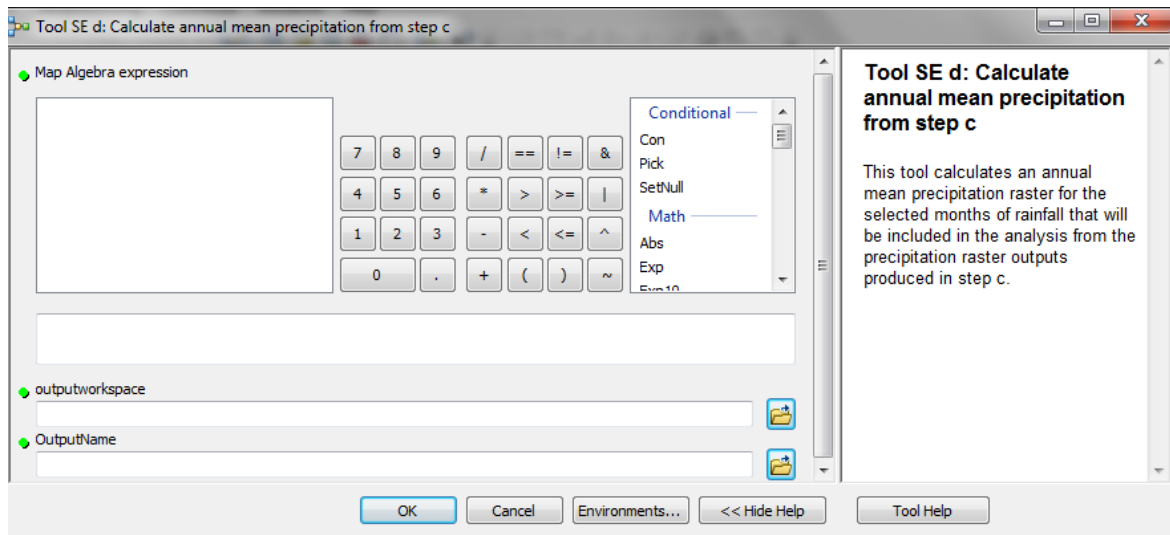 Tool SE d: Calculate annual mean precipitation from step c
Map Algebra expression
7 8 9 / == != &
4 5 6 * > >= |
1 2 3 - < <= ^
0 . + ( ) ~
Conditional
Con
Pick
SetNull
Math
Abs
Exp
Exp10
outputworkspace
OutputName
OK Cancel Environments... << Hide Help Tool Help
Tool SE d: Calculate
annual mean precipitation
from step c
This tool calculates an annual
mean precipitation raster for the
selected months of rainfall that will
be included in the analysis from the
precipitation raster outputs
produced in step c.